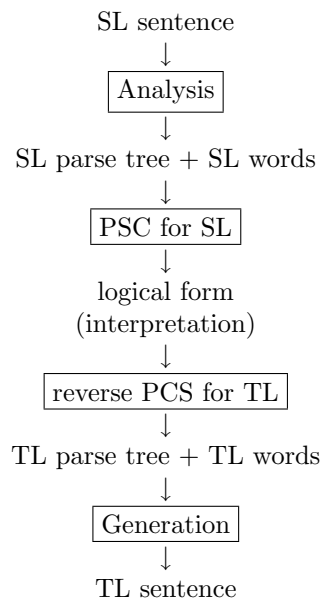 SL sentence
Analysis
SL parse tree + SL words
PSC for SL
logical form
(interpretation)
reverse PCS for TL
TL parse tree + TL words
Generation
TL sentence